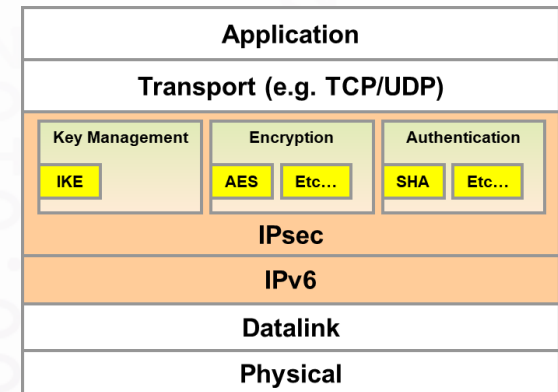 Application
Transport (e.g. TCP/UDP)
Key Management
Encryption
Authentication
IKE
AES
Etc...
SHA
Etc...
IPsec
IPv6
Datalink
Physical